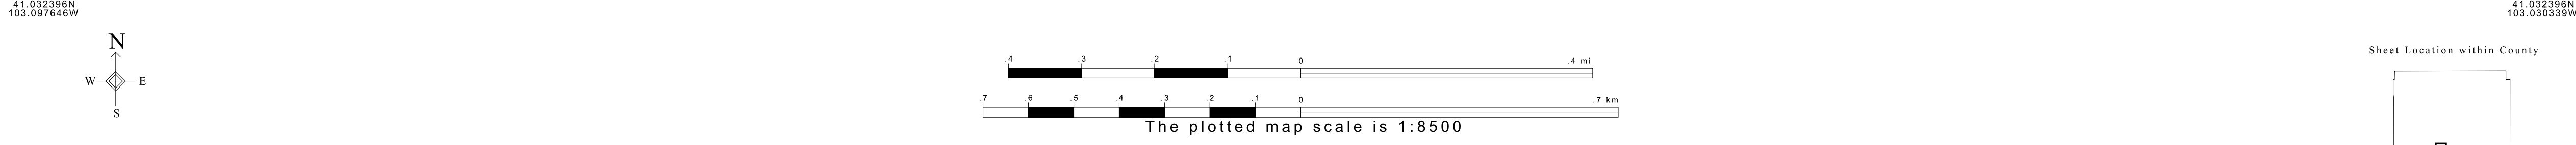 41.032396N
103.097646W
41.032396N
103.030339W
N
W E
S
Sheet Location within County
.4 .3 .2 .1 0 .4 mi
.7 .6 .5 .4 .3 .2 .1 0 .7 km
The plotted map scale is 1:8500